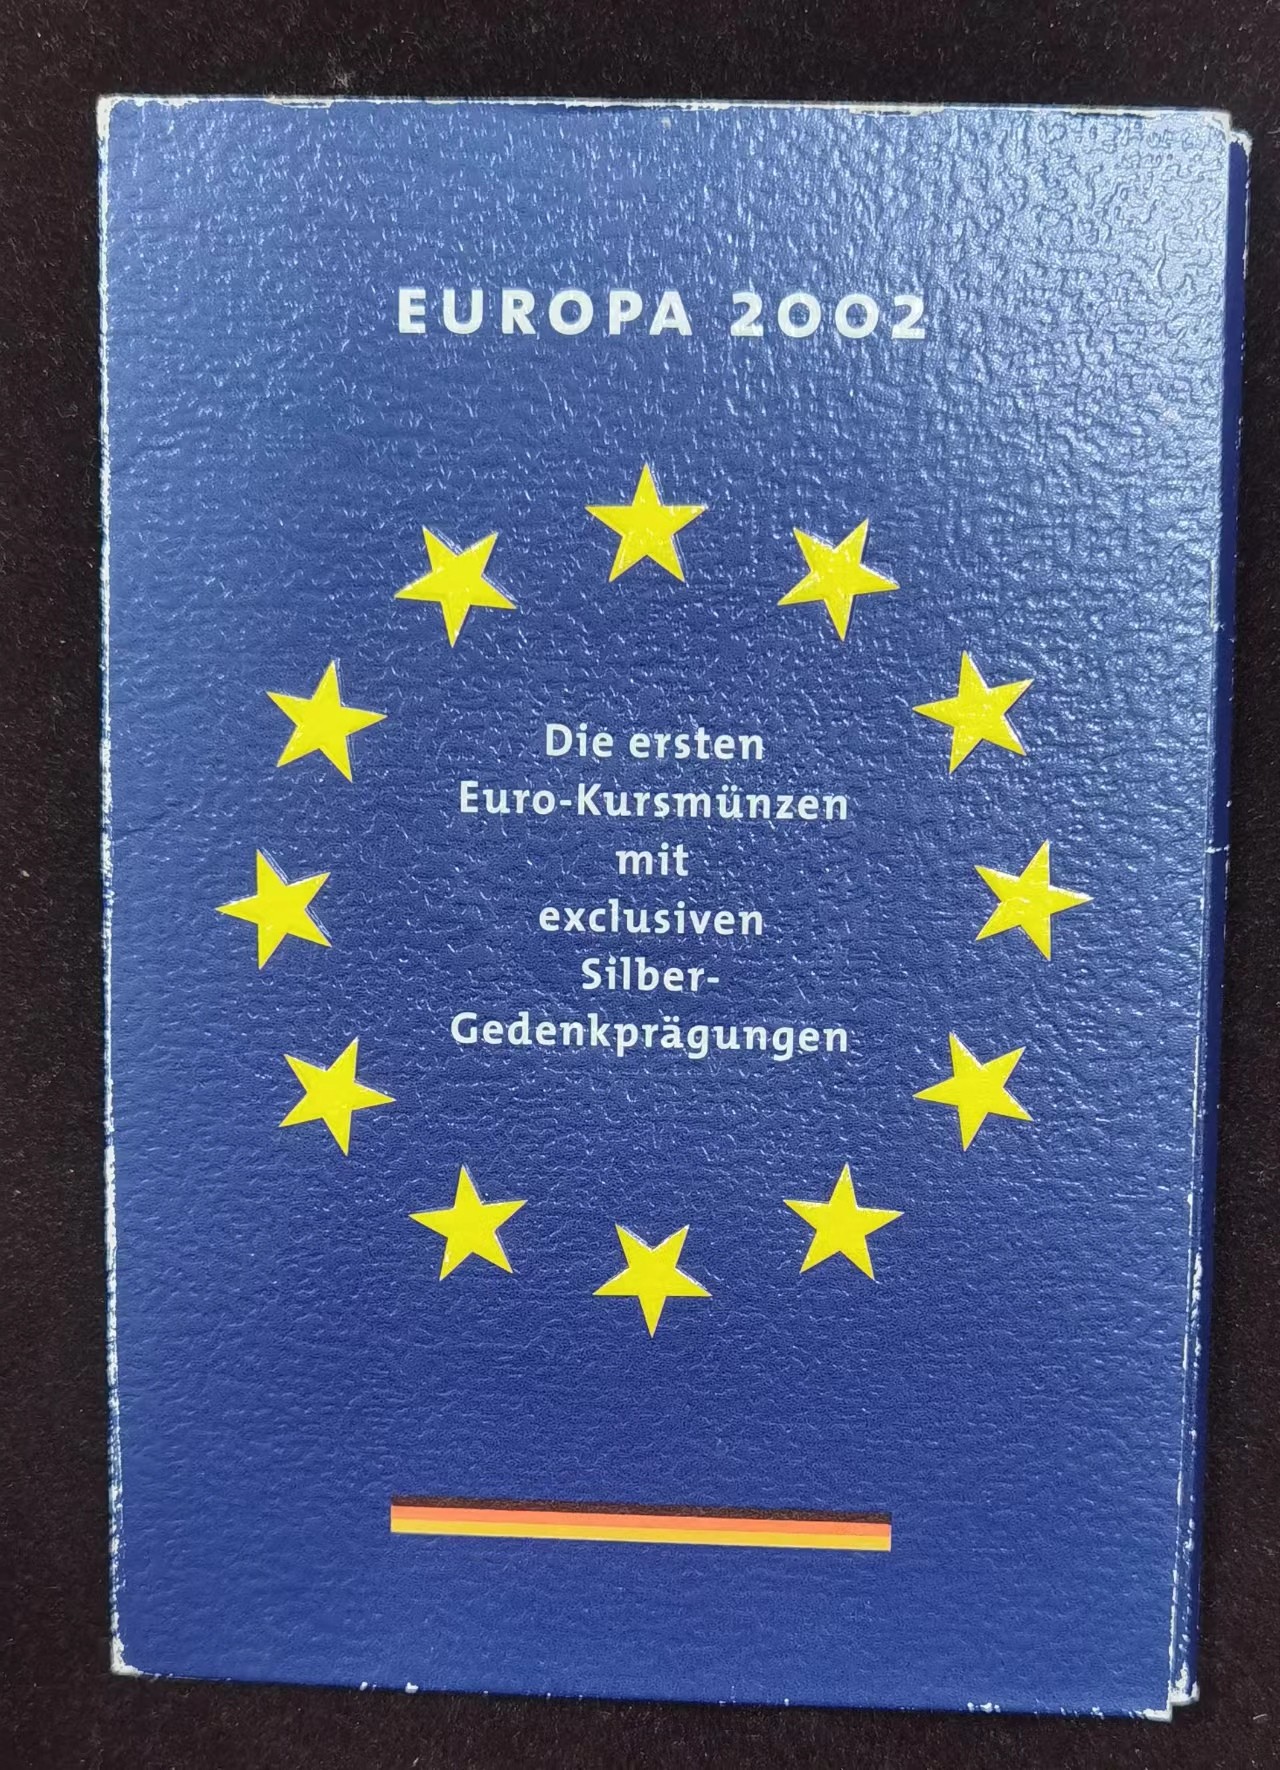 EUROPA 2002
Die ersten
Euro-Kursmünzen
mit
exclusiven
Silber-
Gedenkprägungen